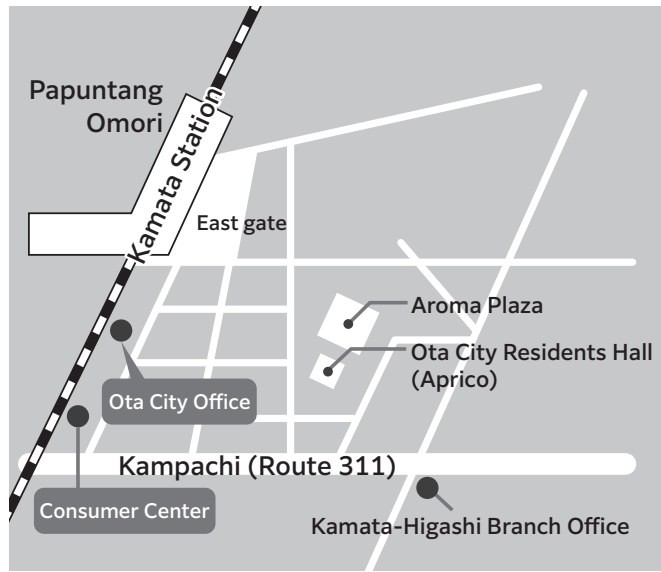 Papuntang
Omori
Kamata Station
East gate
Aroma Plaza
Ota City Residents Hall
(Aprico)
Ota City Office
Kampachi (Route 311)
Consumer Center
Kamata-Higashi Branch Office